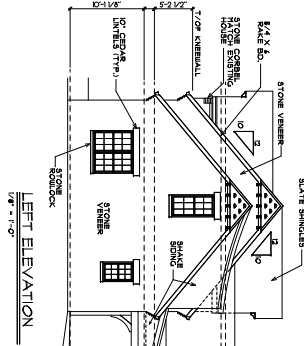 10'-1 1/8"
5'-2 1/2"
10" CEDAR
LINTELS (TYP.)
T/OF KNEEWALL
STONE CORBEL
MATCH EXISTING
HOUSE
5/4 X 6
RAKE BD.
STONE VENEER
SLATE SHINGLES
12
10
12
10
STONE
ROWLOCK
STONE
VENEER
SHAKE
SIDING
LEFT ELEVATION
1/8" = 1'-0"